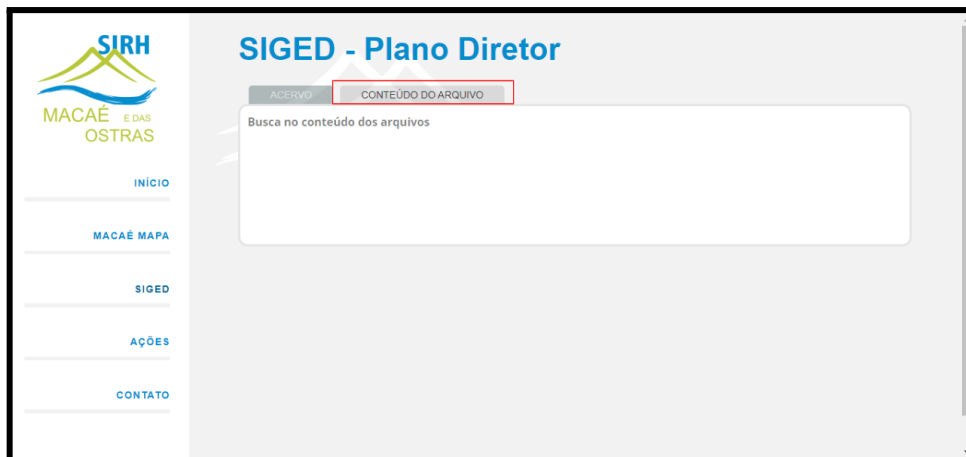 SIRH
MACAÉ E DAS
OSTRAS
INÍCIO
MACAÉ MAPA
SIGED
AÇÕES
CONTATO
SIGED - Plano Diretor
ACERVO CONTEÚDO DO ARQUIVO
Busca no conteúdo dos arquivos